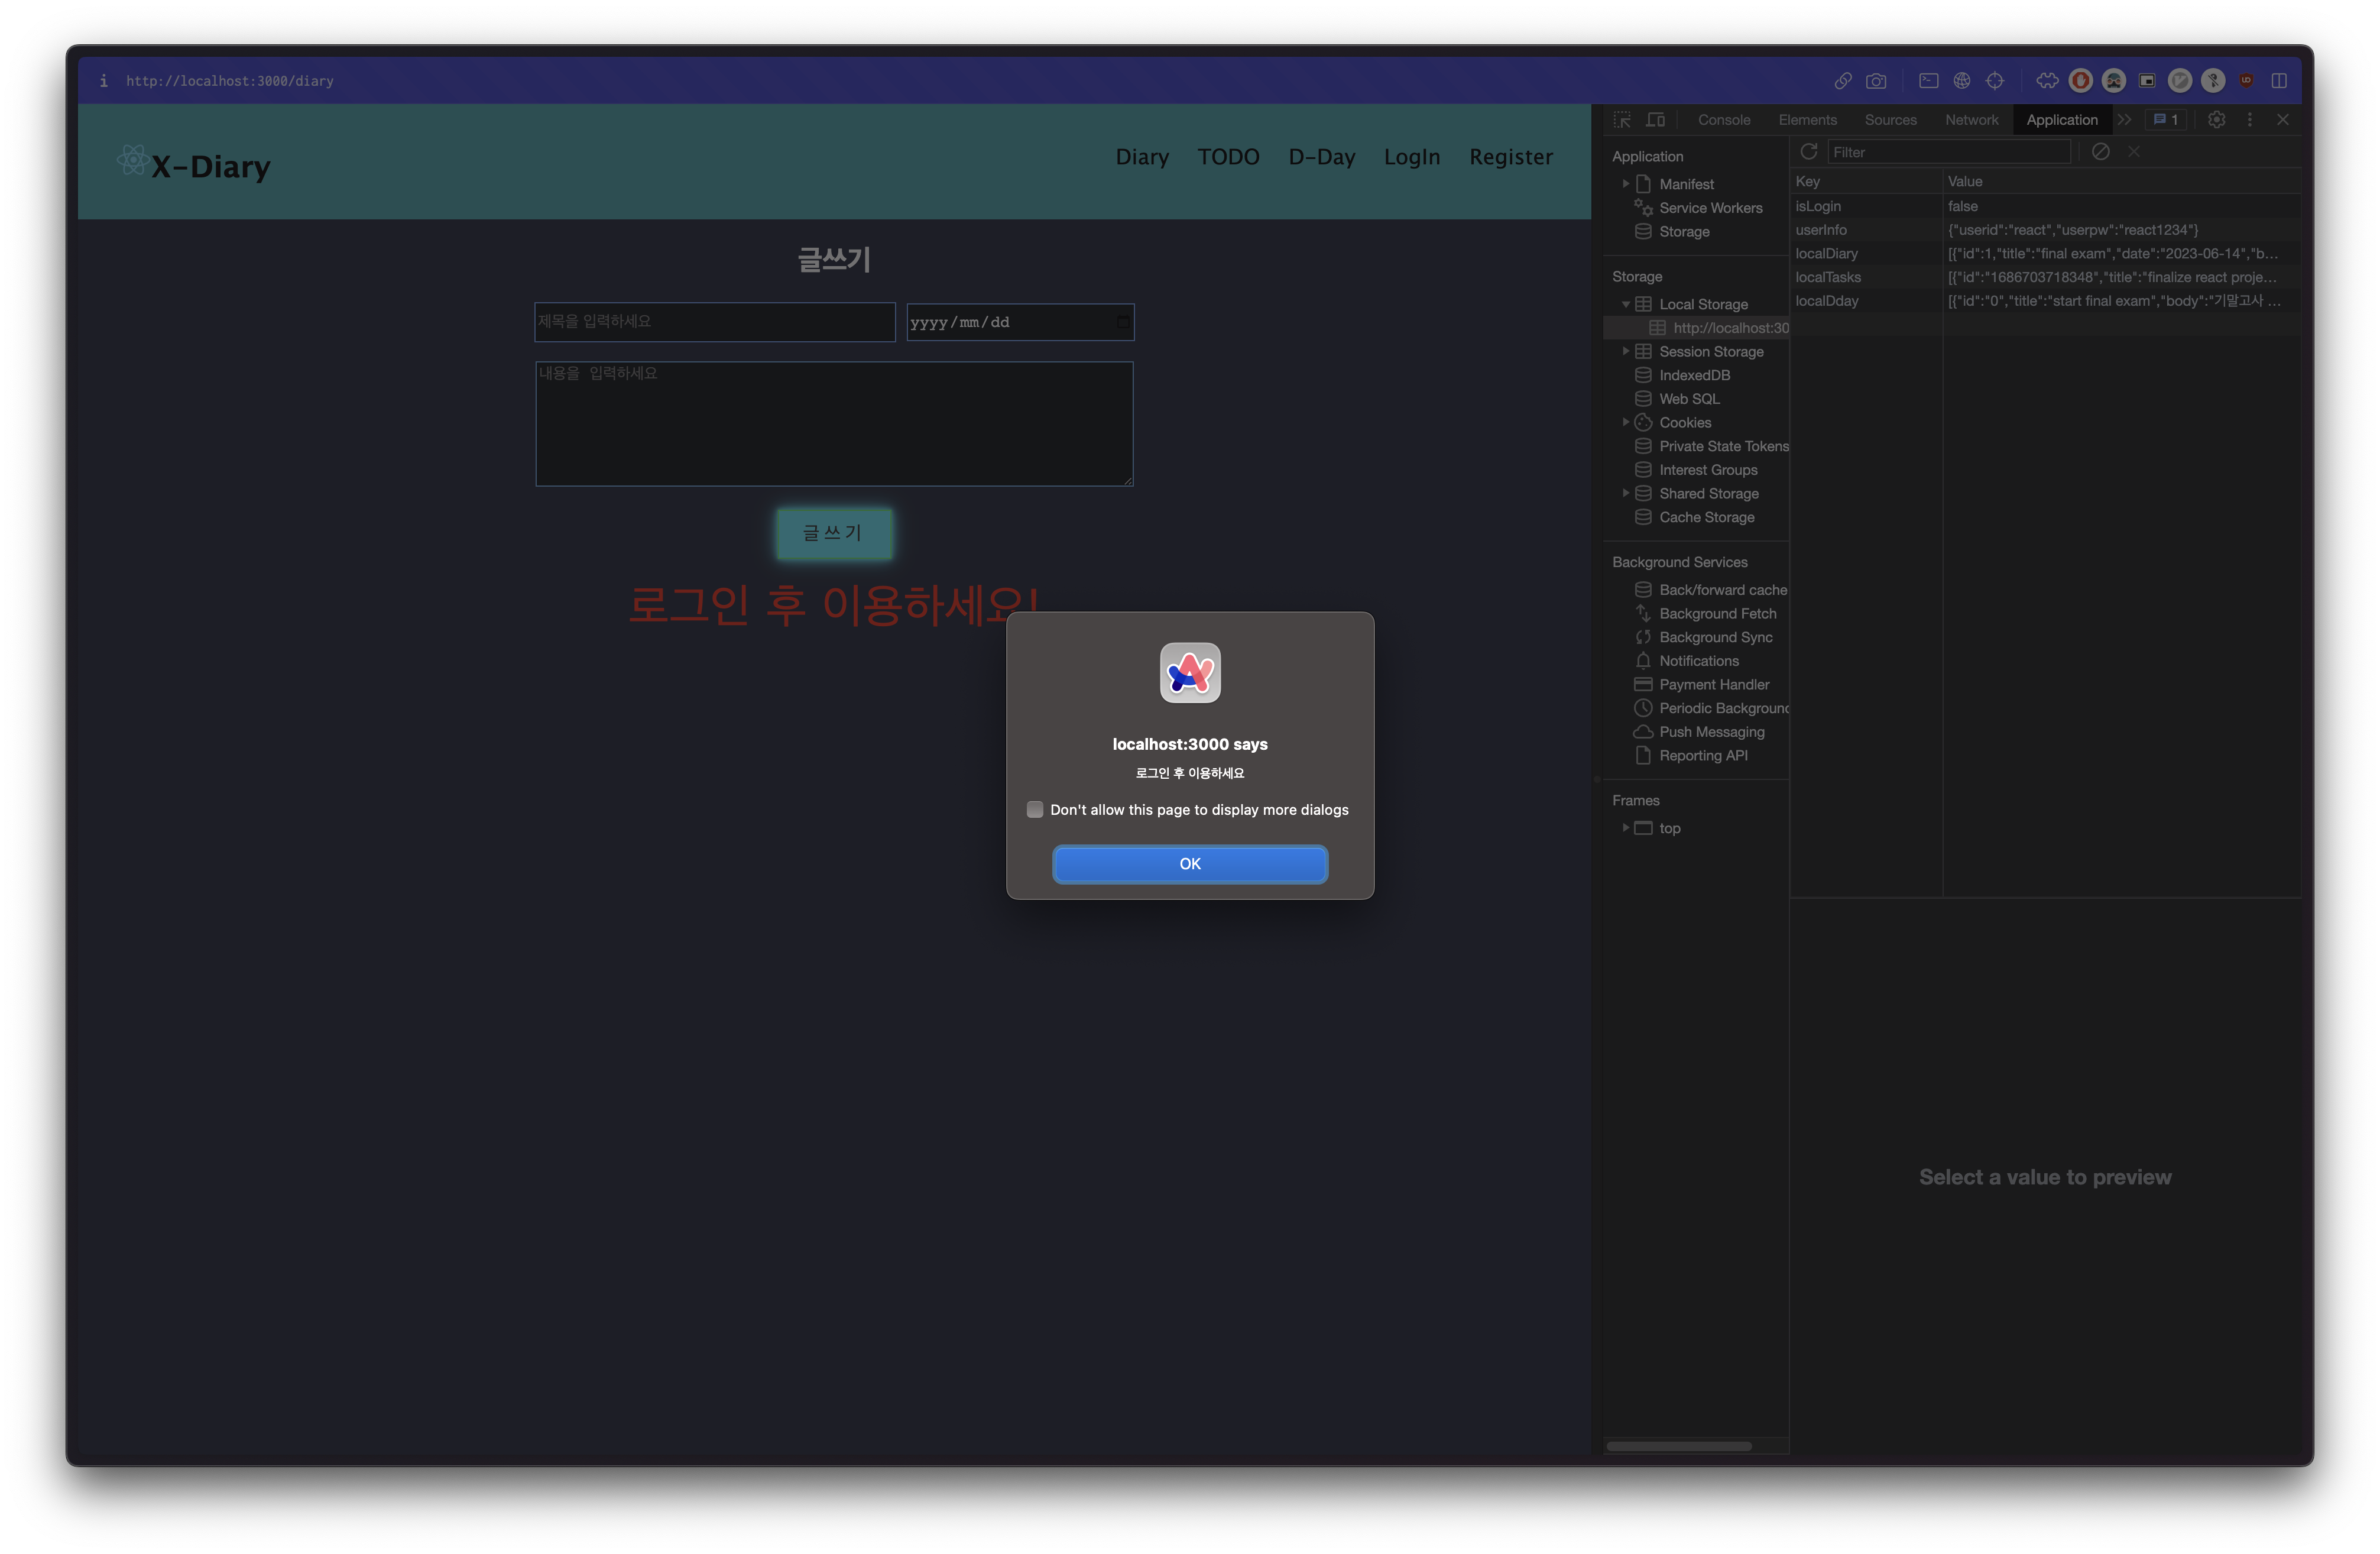 http://localhost:3000/diary
X-Diary
Diary TODO D-Day LogIn Register
글쓰기
제목을 입력하세요 yyyy/mm/dd
내용을 입력하세요
글쓰기
로그인 후 이용하세요!
localhost:3000 says
로그인 후 이용하세요
Don't allow this page to display more dialogs
OK
Console Elements Sources Network Application 1
Application
Manifest
Service Workers
Storage
Storage
Local Storage
http://localhost:30
Session Storage
IndexedDB
Web SQL
Cookies
Private State Tokens
Interest Groups
Shared Storage
Cache Storage
Background Services
Back/forward cache
Background Fetch
Background Sync
Notifications
Payment Handler
Periodic Background
Push Messaging
Reporting API
Frames
top
Filter
Key Value
isLogin false
userInfo {"userid":"react","userpw":"react1234"}
localDiary [{"id":1,"title":"final exam","date":"2023-06-14","b…
localTasks [{"id":"1686703718348","title":"finalize react proje…
localDday [{"id":"0","title":"start final exam","body":"기말고사 …
Select a value to preview